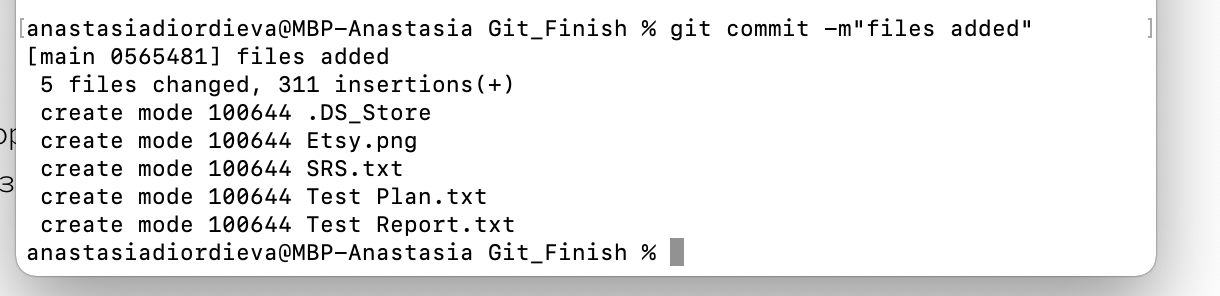 [anastasiadiordieva@MBP-Anastasia Git_Finish % git commit -m"files added" ]
[main 0565481] files added
 5 files changed, 311 insertions(+)
 create mode 100644 .DS_Store
 create mode 100644 Etsy.png
 create mode 100644 SRS.txt
 create mode 100644 Test Plan.txt
 create mode 100644 Test Report.txt
anastasiadiordieva@MBP-Anastasia Git_Finish %